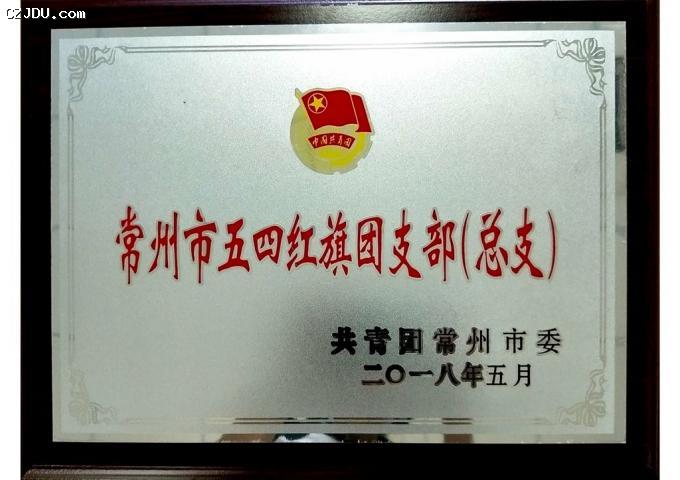 CZJDU.com
中国共青团
常州市五四红旗团支部(总支)
共青团常州市委
二〇一八年五月